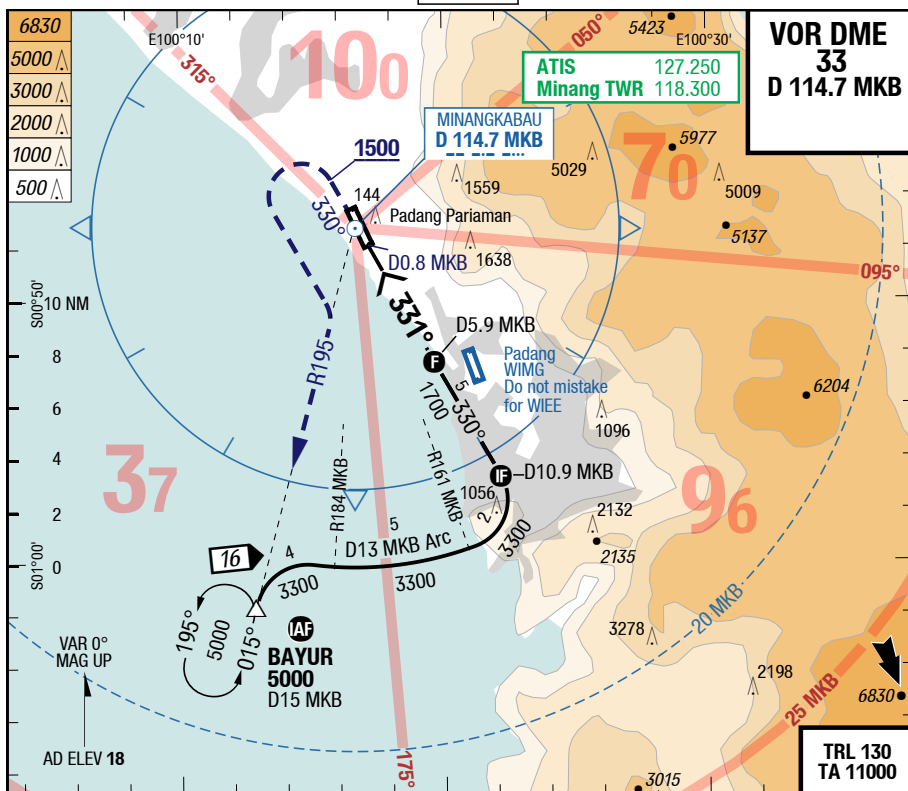 6830
5000
3000
2000
1000
500
E100°10'
315°
100
050°
5423
E100°30'
VOR DME
33
D 114.7 MKB
ATIS 127.250
Minang TWR 118.300
MINANGKABAU
D 114.7 MKB
1500
5977
70
5029
5009
1559
144
330°
Padang Pariaman
5137
1638
D0.8 MKB
095°
S00°50'
10 NM
331°
D5.9 MKB
8
F
Padang
WIMG
Do not mistake
for WIEE
R195
5
1700
330°
6204
6
1096
4
37
R184 MKB
R161 MKB
IF
D10.9 MKB
96
1056
2
2
2132
5
3300
16
4
D13 MKB Arc
2135
S01°00'
0
3300
3300
20 MKB
195°
5000
015°
IAF
BAYUR
5000
D15 MKB
3278
VAR 0°
MAG UP
2198
6830
25 MKB
AD ELEV 18
175°
3015
TRL 130
TA 11000